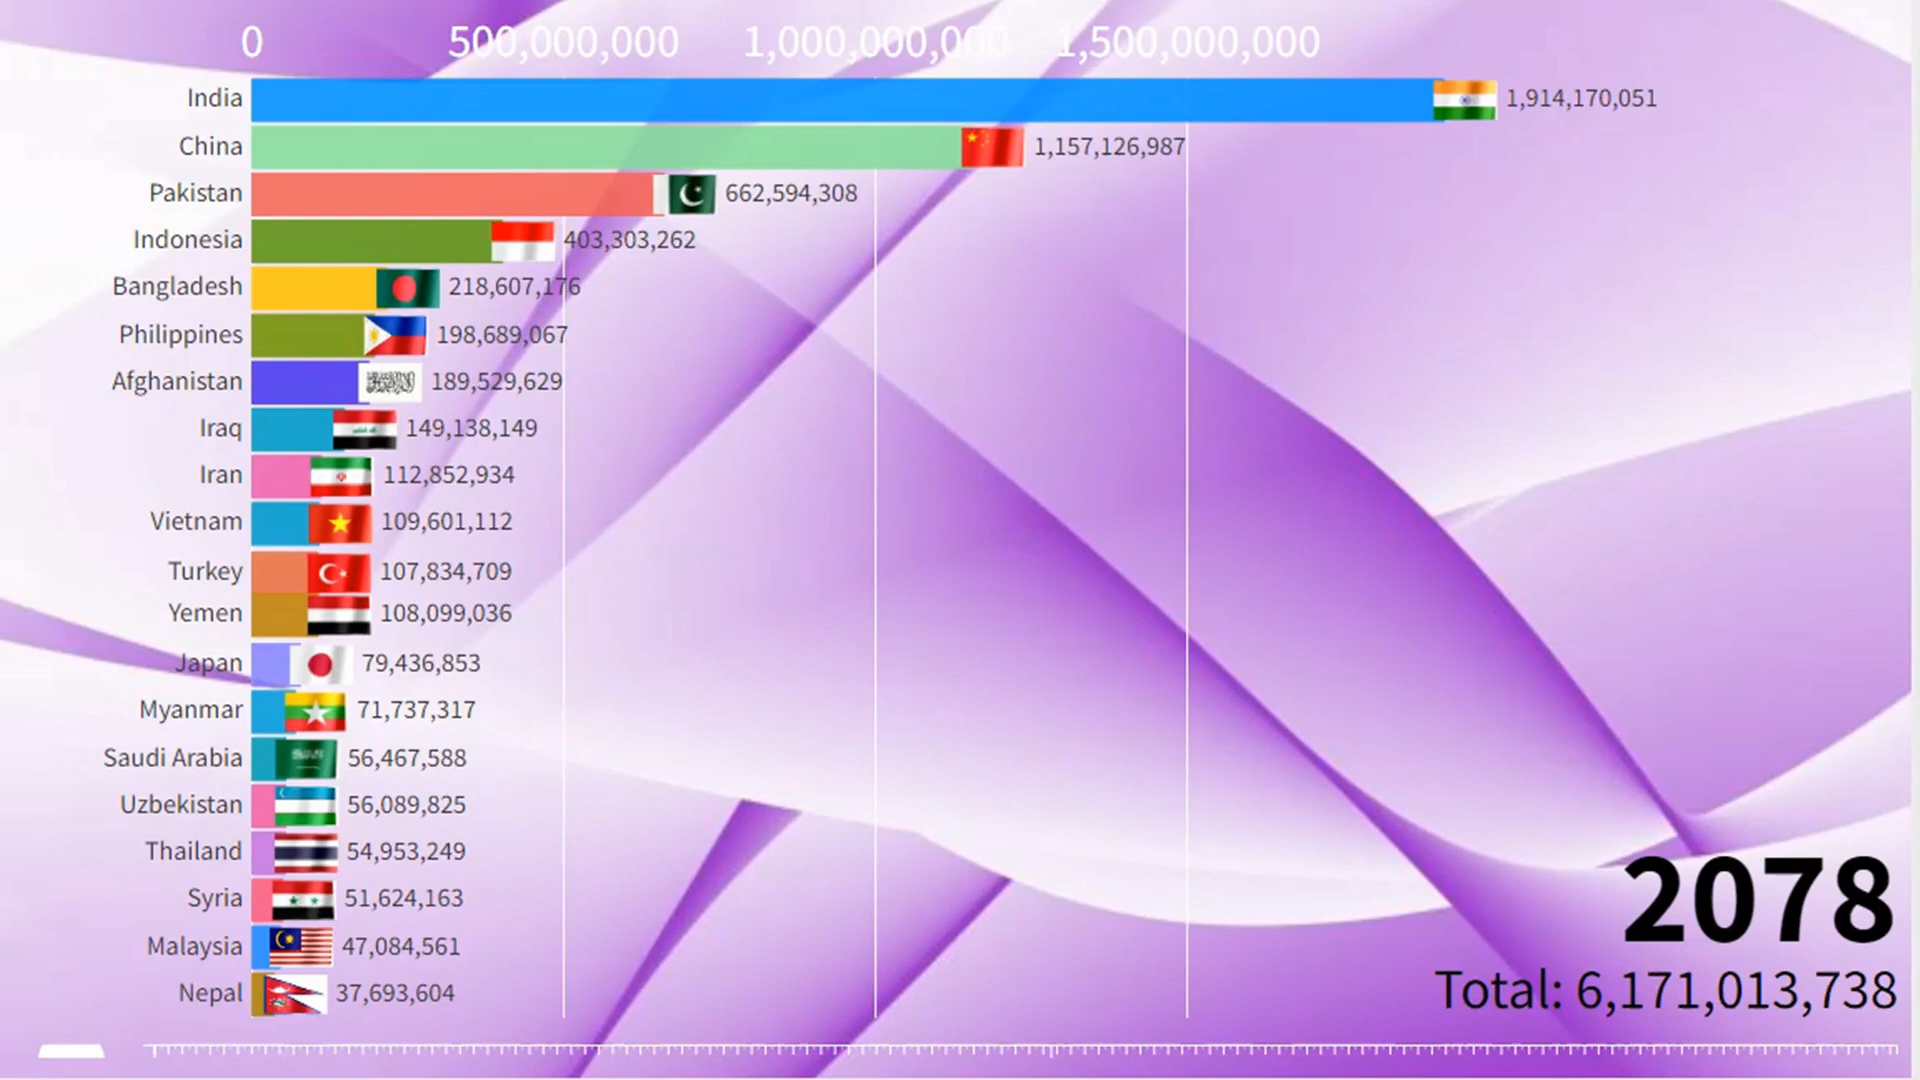 0 500,000,000 1,000,000,000 1,500,000,000
India 1,914,170,051
China 1,157,126,987
Pakistan 662,594,308
Indonesia 403,303,262
Bangladesh 218,607,176
Philippines 198,689,067
Afghanistan 189,529,629
Iraq 149,138,149
Iran 112,852,934
Vietnam 109,601,112
Turkey 107,834,709
Yemen 108,099,036
Japan 79,436,853
Myanmar 71,737,317
Saudi Arabia 56,467,588
Uzbekistan 56,089,825
Thailand 54,953,249
Syria 51,624,163
Malaysia 47,084,561
Nepal 37,693,604
2078
Total: 6,171,013,738